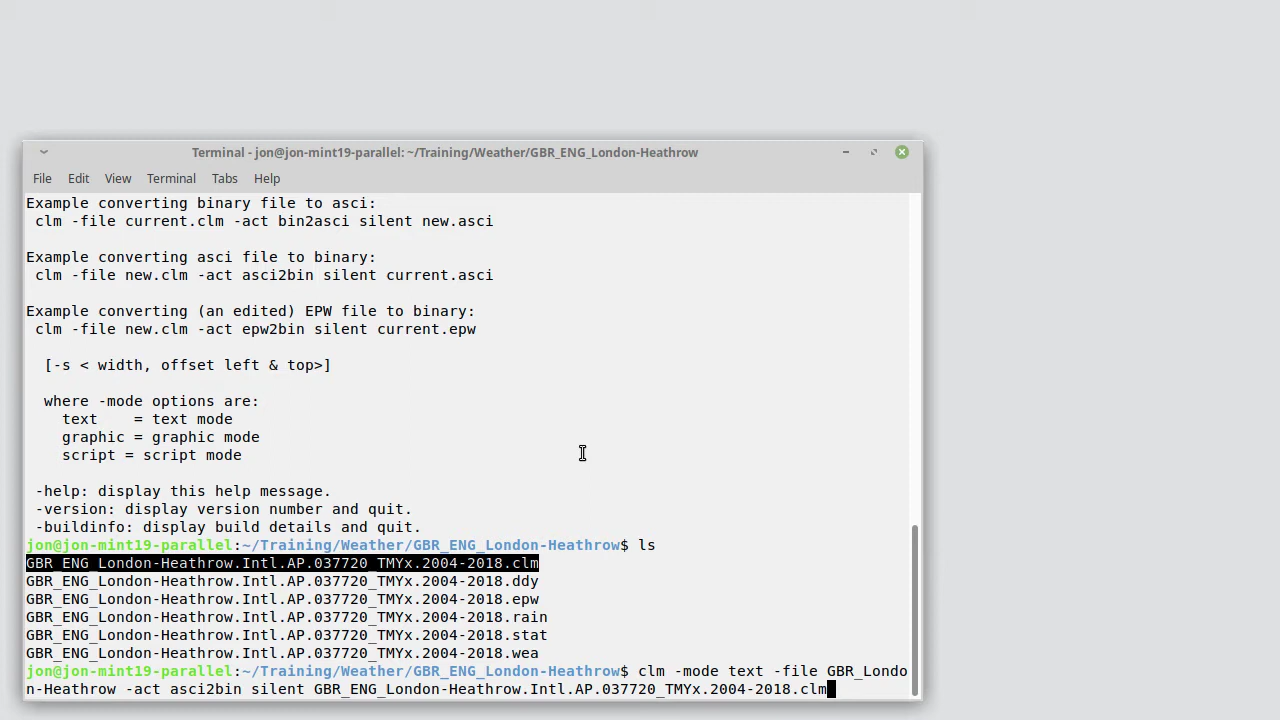 Terminal - jon@jon-mint19-parallel: ~/Training/Weather/GBR_ENG_London-Heathrow
File Edit View Terminal Tabs Help
Example converting binary file to asci:
 clm -file current.clm -act bin2asci silent new.asci
Example converting asci file to binary:
 clm -file new.clm -act asci2bin silent current.asci
Example converting (an edited) EPW file to binary:
 clm -file new.clm -act epw2bin silent current.epw
  [-s < width, offset left & top>]
  where -mode options are:
    text    = text mode
    graphic = graphic mode
    script = script mode
 -help: display this help message.
 -version: display version number and quit.
 -buildinfo: display build details and quit.
jon@jon-mint19-parallel:~/Training/Weather/GBR_ENG_London-Heathrow$ ls
GBR_ENG_London-Heathrow.Intl.AP.037720_TMYx.2004-2018.clm
GBR_ENG_London-Heathrow.Intl.AP.037720_TMYx.2004-2018.ddy
GBR_ENG_London-Heathrow.Intl.AP.037720_TMYx.2004-2018.epw
GBR_ENG_London-Heathrow.Intl.AP.037720_TMYx.2004-2018.rain
GBR_ENG_London-Heathrow.Intl.AP.037720_TMYx.2004-2018.stat
GBR_ENG_London-Heathrow.Intl.AP.037720_TMYx.2004-2018.wea
jon@jon-mint19-parallel:~/Training/Weather/GBR_ENG_London-Heathrow$ clm -mode text -file GBR_Londo
n-Heathrow -act asci2bin silent GBR_ENG_London-Heathrow.Intl.AP.037720_TMYx.2004-2018.clm